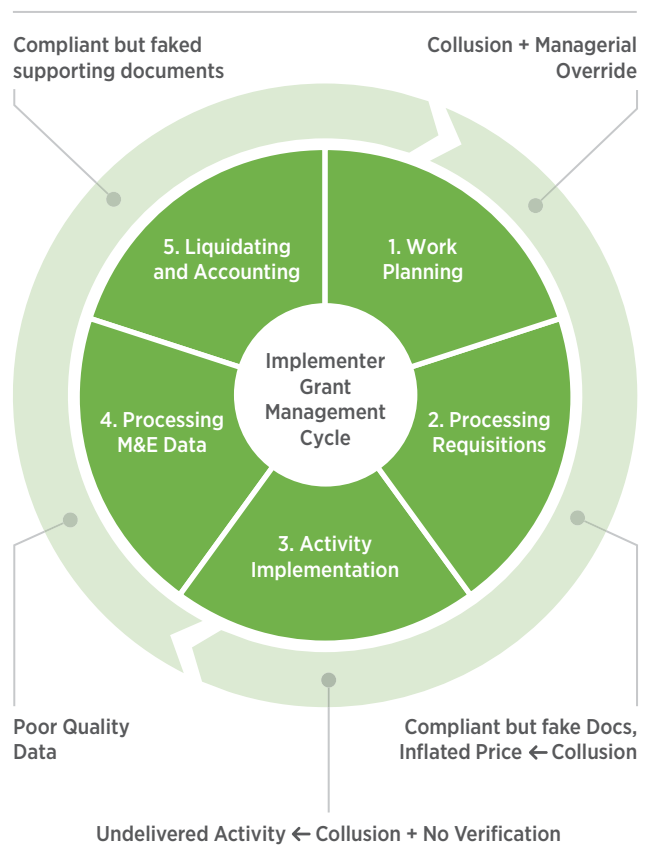 Compliant but faked
supporting documents
Collusion + Managerial
Override
5. Liquidating
and Accounting
1. Work
Planning
Implementer
Grant
Management
Cycle
4. Processing
M&E Data
2. Processing
Requisitions
3. Activity
Implementation
Poor Quality
Data
Compliant but fake Docs,
Inflated Price ← Collusion
Undelivered Activity ← Collusion + No Verification